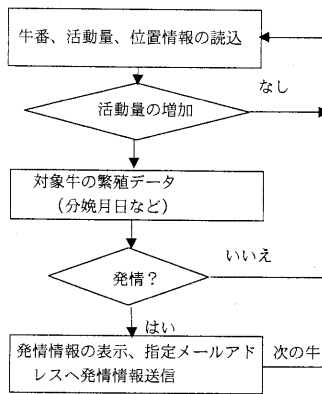 牛番、活動量、位置情報の読込
なし
活動量の増加
対象牛の繁殖データ
（分娩月日など）
いいえ
発情？
はい
発情情報の表示、指定メールアド
レスへ発情情報送信
次の牛